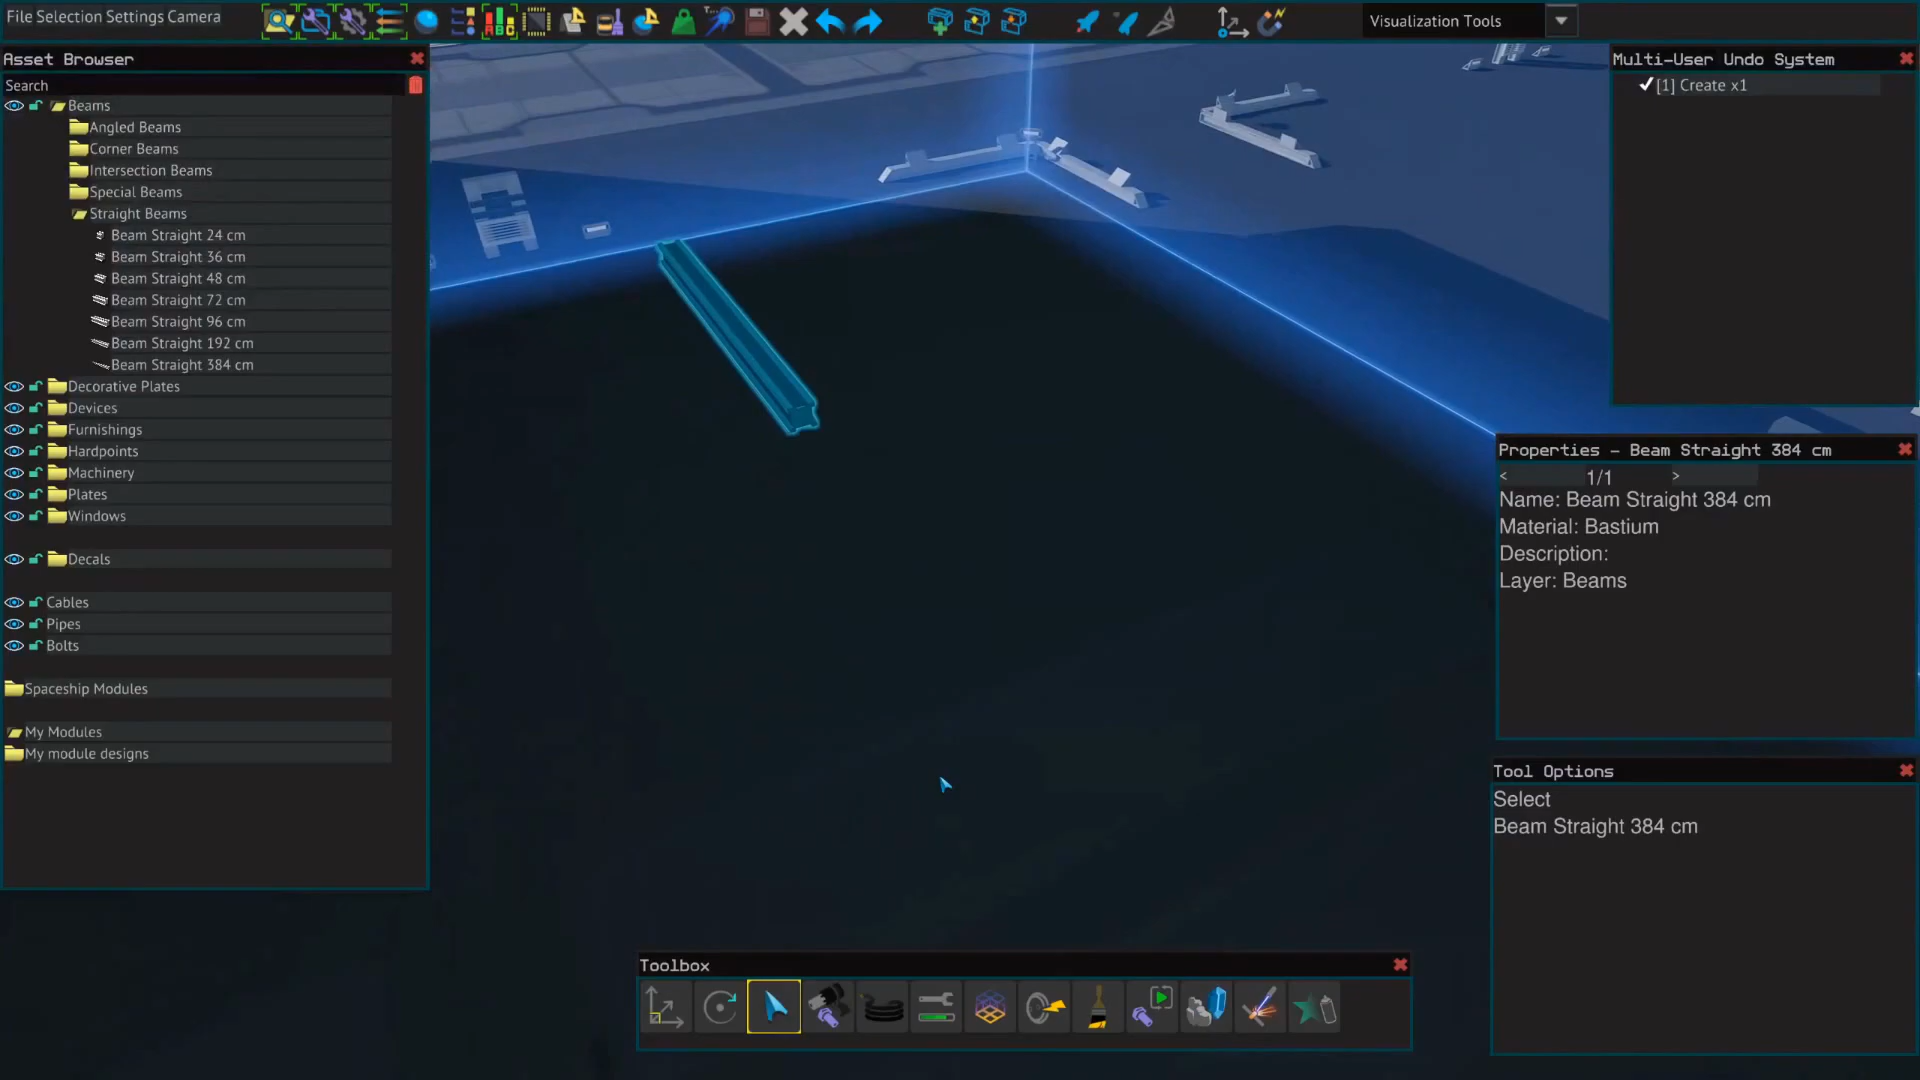 File Selection Settings Camera
Visualization Tools
Asset Browser
Search
Beams
Angled Beams
Corner Beams
Intersection Beams
Special Beams
Straight Beams
Beam Straight 24 cm
Beam Straight 36 cm
Beam Straight 48 cm
Beam Straight 72 cm
Beam Straight 96 cm
Beam Straight 192 cm
Beam Straight 384 cm
Decorative Plates
Devices
Furnishings
Hardpoints
Machinery
Plates
Windows
Decals
Cables
Pipes
Bolts
Spaceship Modules
My Modules
My module designs
Multi-User Undo System
[1] Create x1
Properties - Beam Straight 384 cm
< 1/1 >
Name: Beam Straight 384 cm
Material: Bastium
Description:
Layer: Beams
Tool Options
Select
Beam Straight 384 cm
Toolbox